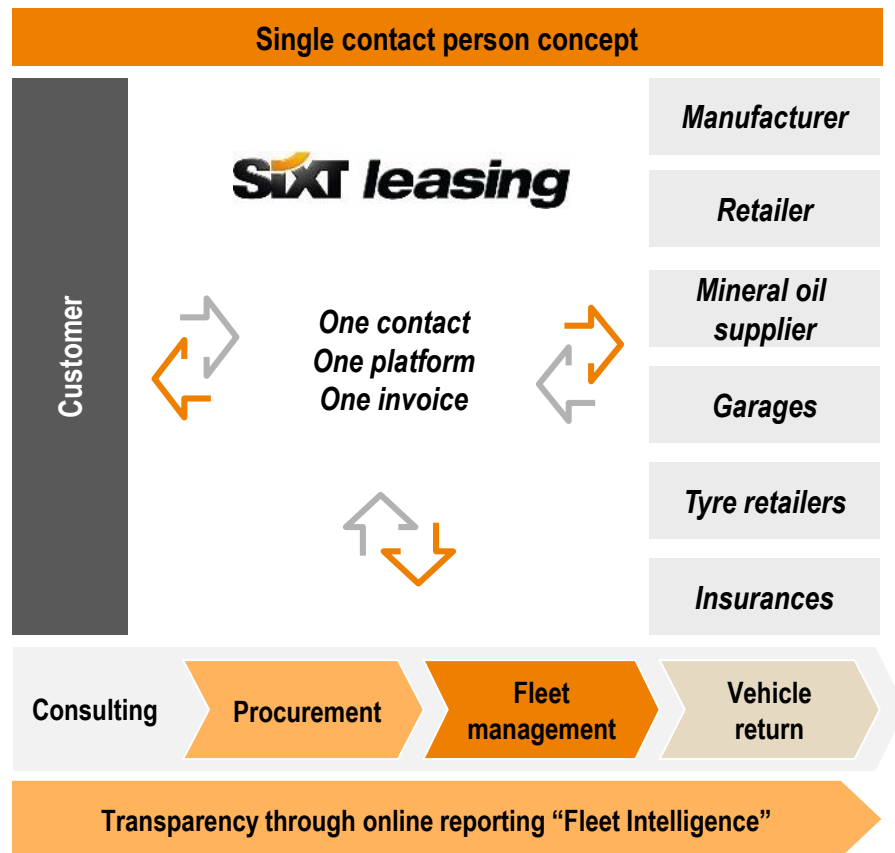 Single contact person concept
Customer
SiXT leasing
One contact
One platform
One invoice
Manufacturer
Retailer
Mineral oil
supplier
Garages
Tyre retailers
Insurances
Consulting
Procurement
Fleet
management
Vehicle
return
Transparency through online reporting “Fleet Intelligence”